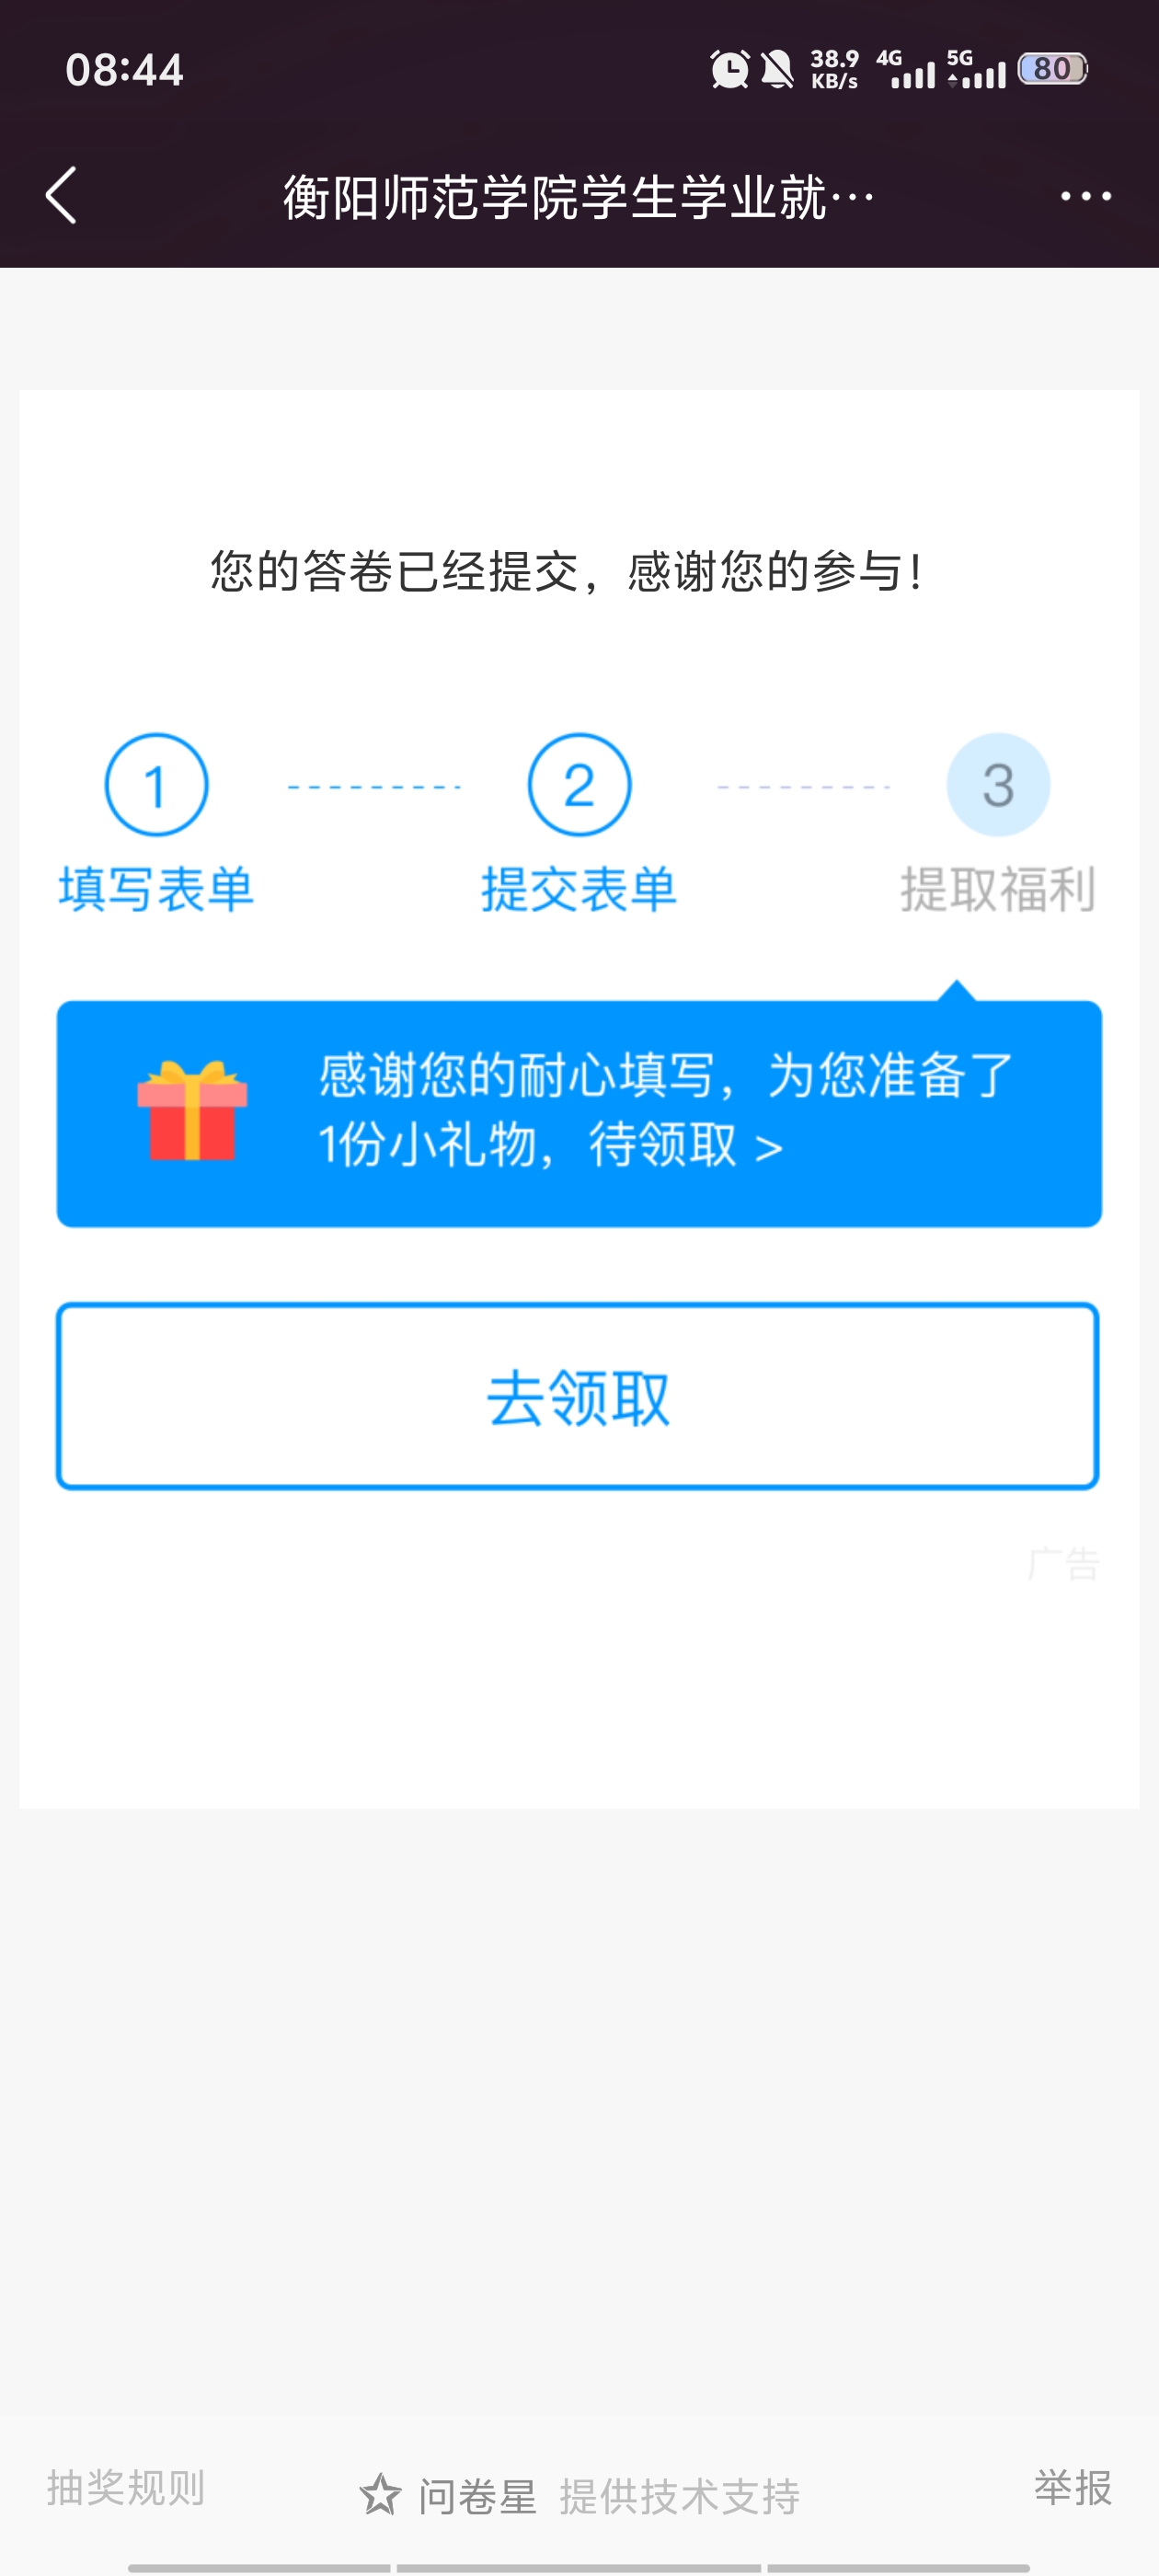 08:44
38.9
KB/s
4G
5G
80
衡阳师范学院学生学业就…
您的答卷已经提交，感谢您的参与！
1
2
3
填写表单
提交表单
提取福利
感谢您的耐心填写，为您准备了
1份小礼物，待领取 >
去领取
广告
抽奖规则
问卷星 提供技术支持
举报